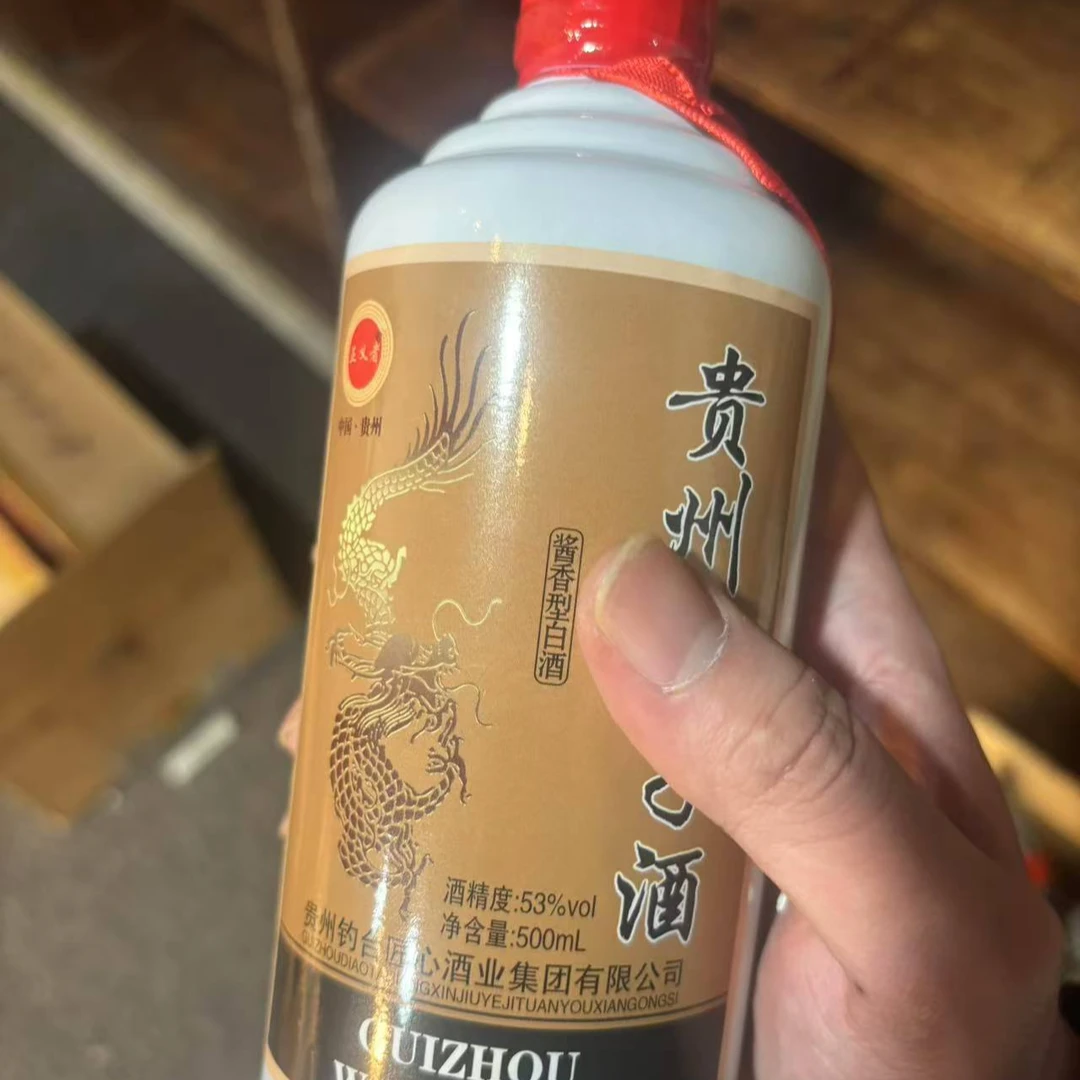 中国·贵州
贵州
酒
酱香型白酒
酒精度:53%vol
净含量:500mL
贵州钓台匠心酒业集团有限公司
GUIZHOU